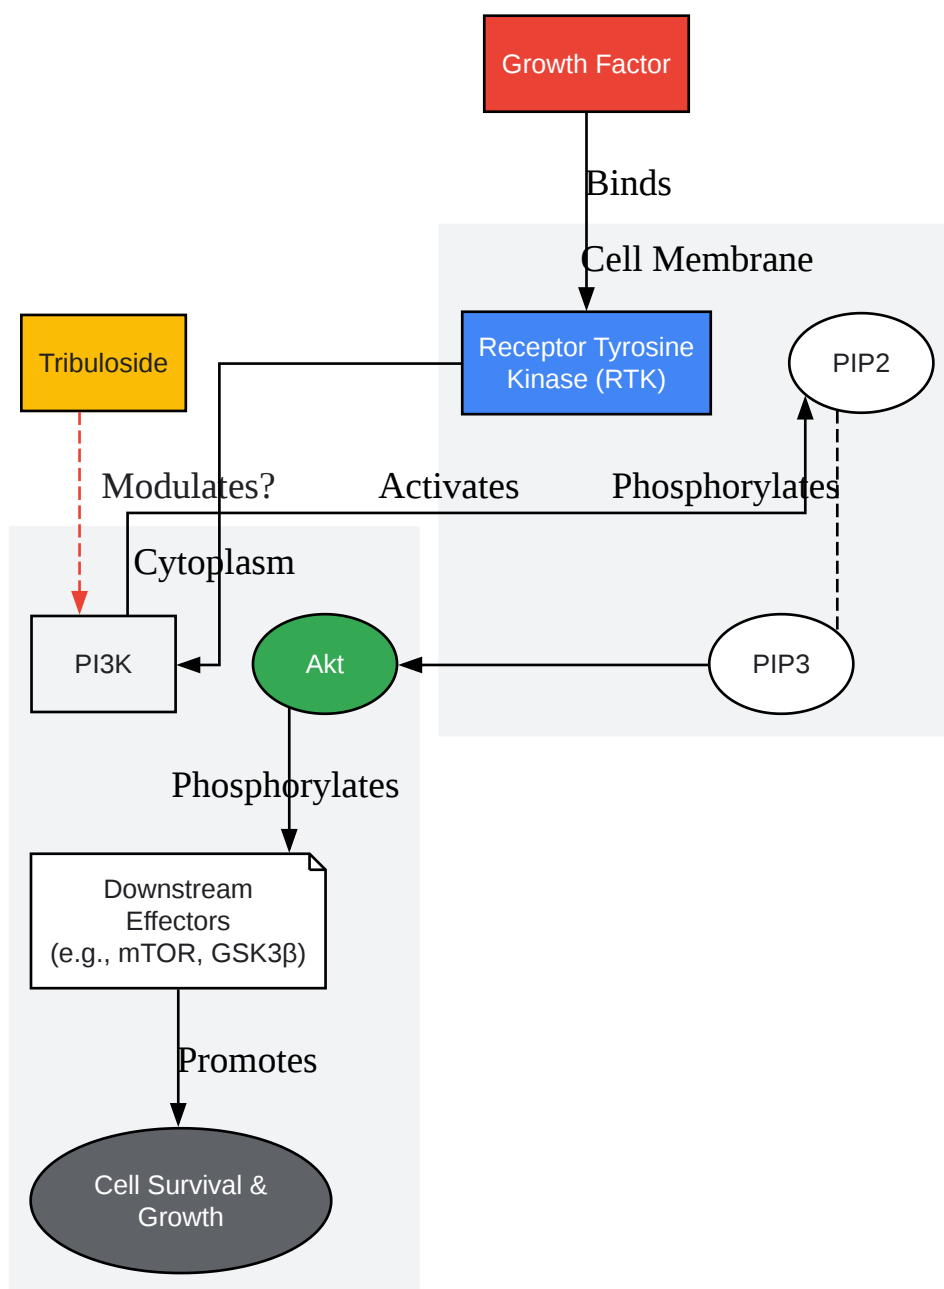 Growth Factor
Binds
Cell Membrane
Receptor Tyrosine
Kinase (RTK)
PIP2
Tribuloside
Modulates?
Activates
Phosphorylates
Cytoplasm
PI3K
Akt
PIP3
Phosphorylates
Downstream
Effectors
(e.g., mTOR, GSK3β)
Promotes
Cell Survival &
Growth